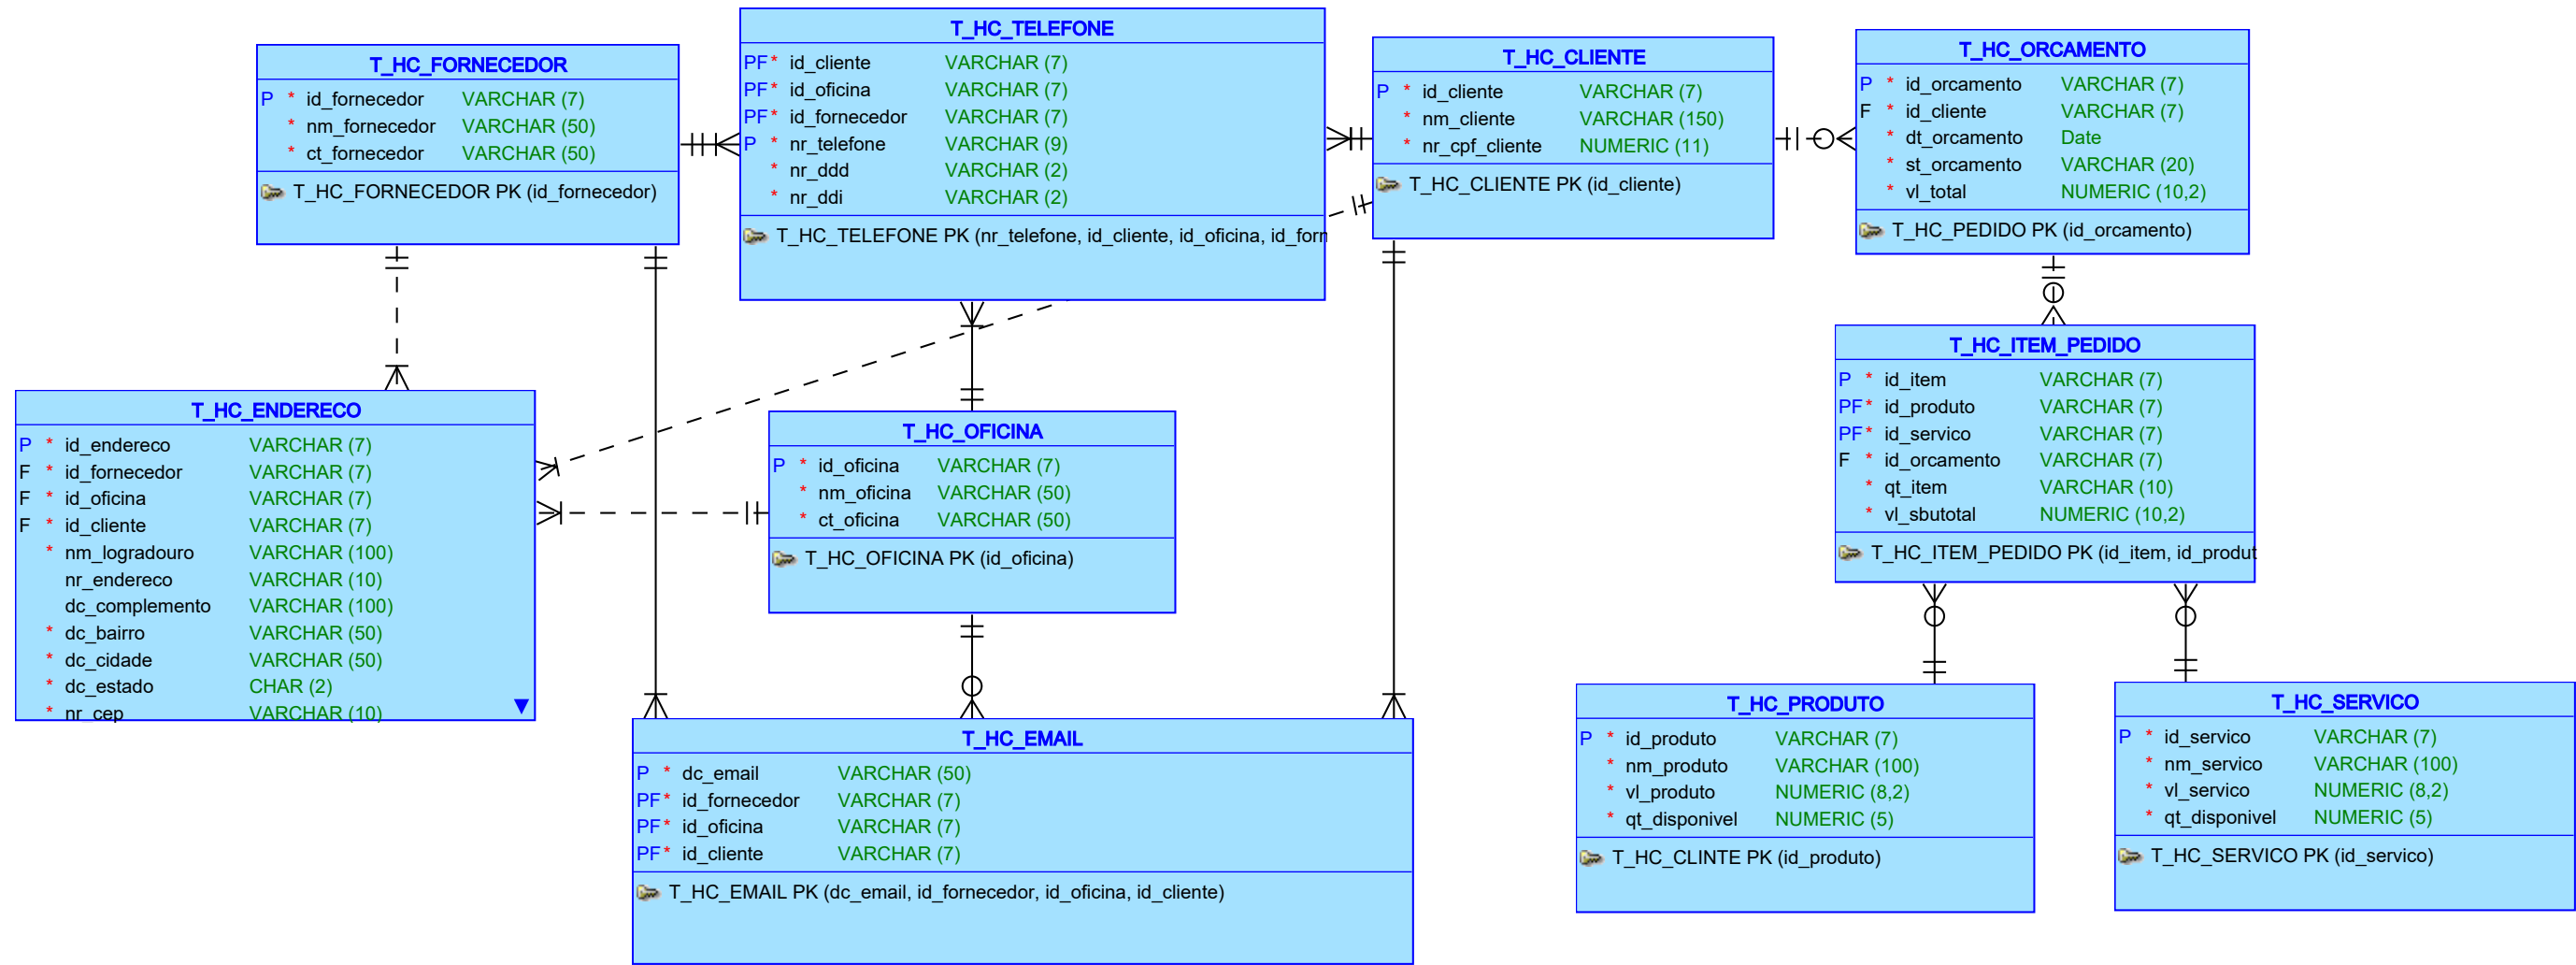 T_HC_FORNECEDOR
P * id_fornecedor VARCHAR (7)
* nm_fornecedor VARCHAR (50)
* ct_fornecedor VARCHAR (50)
T_HC_FORNECEDOR PK (id_fornecedor)
T_HC_TELEFONE
PF * id_cliente VARCHAR (7)
PF * id_oficina VARCHAR (7)
PF * id_fornecedor VARCHAR (7)
P * nr_telefone VARCHAR (9)
* nr_ddd VARCHAR (2)
* nr_ddi VARCHAR (2)
T_HC_TELEFONE PK (nr_telefone, id_cliente, id_oficina, id_forn
T_HC_CLIENTE
P * id_cliente VARCHAR (7)
* nm_cliente VARCHAR (150)
* nr_cpf_cliente NUMERIC (11)
T_HC_CLIENTE PK (id_cliente)
T_HC_ORCAMENTO
P * id_orcamento VARCHAR (7)
F * id_cliente VARCHAR (7)
* dt_orcamento Date
* st_orcamento VARCHAR (20)
* vl_total NUMERIC (10,2)
T_HC_PEDIDO PK (id_orcamento)
T_HC_ENDERECO
P * id_endereco VARCHAR (7)
F * id_fornecedor VARCHAR (7)
F * id_oficina VARCHAR (7)
F * id_cliente VARCHAR (7)
* nm_logradouro VARCHAR (100)
nr_endereco VARCHAR (10)
dc_complemento VARCHAR (100)
* dc_bairro VARCHAR (50)
* dc_cidade VARCHAR (50)
* dc_estado CHAR (2)
* nr_cep VARCHAR (10)
T_HC_OFICINA
P * id_oficina VARCHAR (7)
* nm_oficina VARCHAR (50)
* ct_oficina VARCHAR (50)
T_HC_OFICINA PK (id_oficina)
T_HC_ITEM_PEDIDO
P * id_item VARCHAR (7)
PF * id_produto VARCHAR (7)
PF * id_servico VARCHAR (7)
F * id_orcamento VARCHAR (7)
* qt_item VARCHAR (10)
* vl_sbutotal NUMERIC (10,2)
T_HC_ITEM_PEDIDO PK (id_item, id_produt
T_HC_EMAIL
P * dc_email VARCHAR (50)
PF * id_fornecedor VARCHAR (7)
PF * id_oficina VARCHAR (7)
PF * id_cliente VARCHAR (7)
T_HC_EMAIL PK (dc_email, id_fornecedor, id_oficina, id_cliente)
T_HC_PRODUTO
P * id_produto VARCHAR (7)
* nm_produto VARCHAR (100)
* vl_produto NUMERIC (8,2)
* qt_disponivel NUMERIC (5)
T_HC_CLINTE PK (id_produto)
T_HC_SERVICO
P * id_servico VARCHAR (7)
* nm_servico VARCHAR (100)
* vl_servico NUMERIC (8,2)
* qt_disponivel NUMERIC (5)
T_HC_SERVICO PK (id_servico)